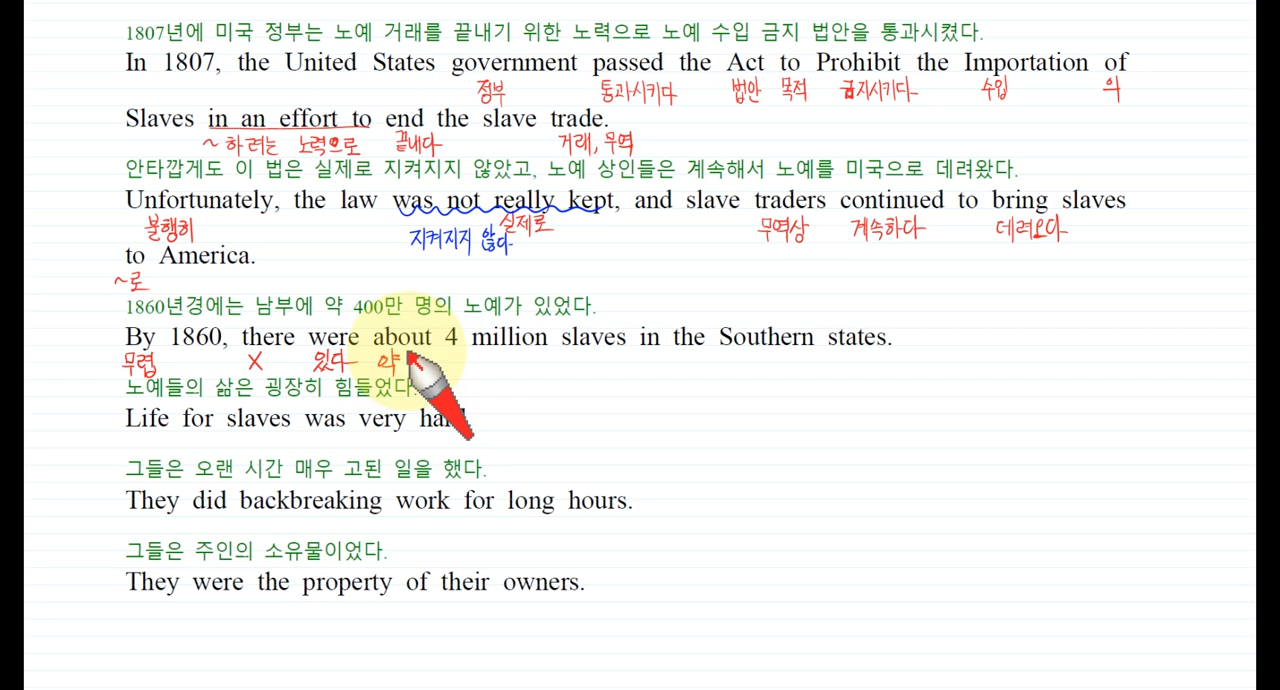 1807년에 미국 정부는 노예 거래를 끝내기 위한 노력으로 노예 수입 금지 법안을 통과시켰다.
In 1807, the United States government passed the Act to Prohibit the Importation of
정부 통과시키다 법안 목적 금지시키다 수입 의
Slaves in an effort to end the slave trade.
~하려는 노력으로 끝내다 거래, 무역
안타깝게도 이 법은 실제로 지켜지지 않았고, 노예 상인들은 계속해서 노예를 미국으로 데려왔다.
Unfortunately, the law was not really kept, and slave traders continued to bring slaves
불행히 지켜지지 않다 실제로 무역상 계속하다 데려오다
to America.
~로
1860년경에는 남부에 약 400만 명의 노예가 있었다.
By 1860, there were about 4 million slaves in the Southern states.
무렵 X 있다 약
노예들의 삶은 굉장히 힘들었다.
Life for slaves was very
그들은 오랜 시간 매우 고된 일을 했다.
They did backbreaking work for long hours.
그들은 주인의 소유물이었다.
They were the property of their owners.